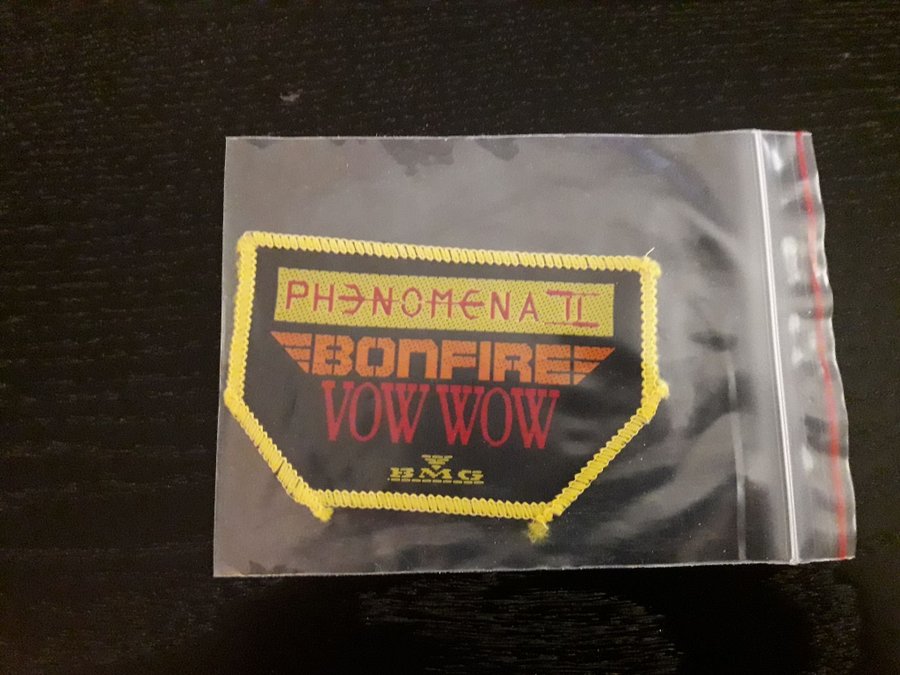 PHENOMENA II
BONFIRE
VOW WOW
BMG